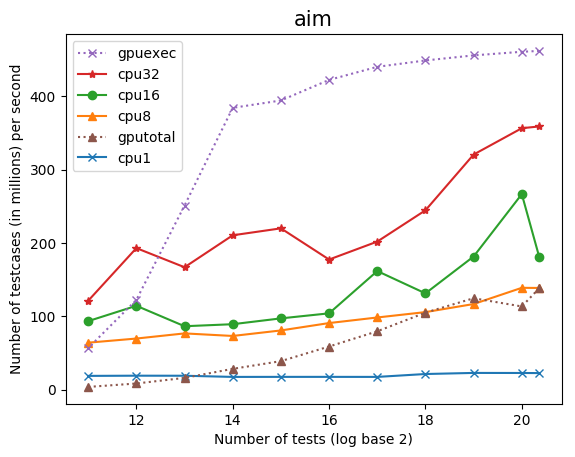 aim
gpuexec
cpu32
cpu16
cpu8
gputotal
cpu1
Number of testcases (in millions) per second
400
300
200
100
0
12 14 16 18 20
Number of tests (log base 2)